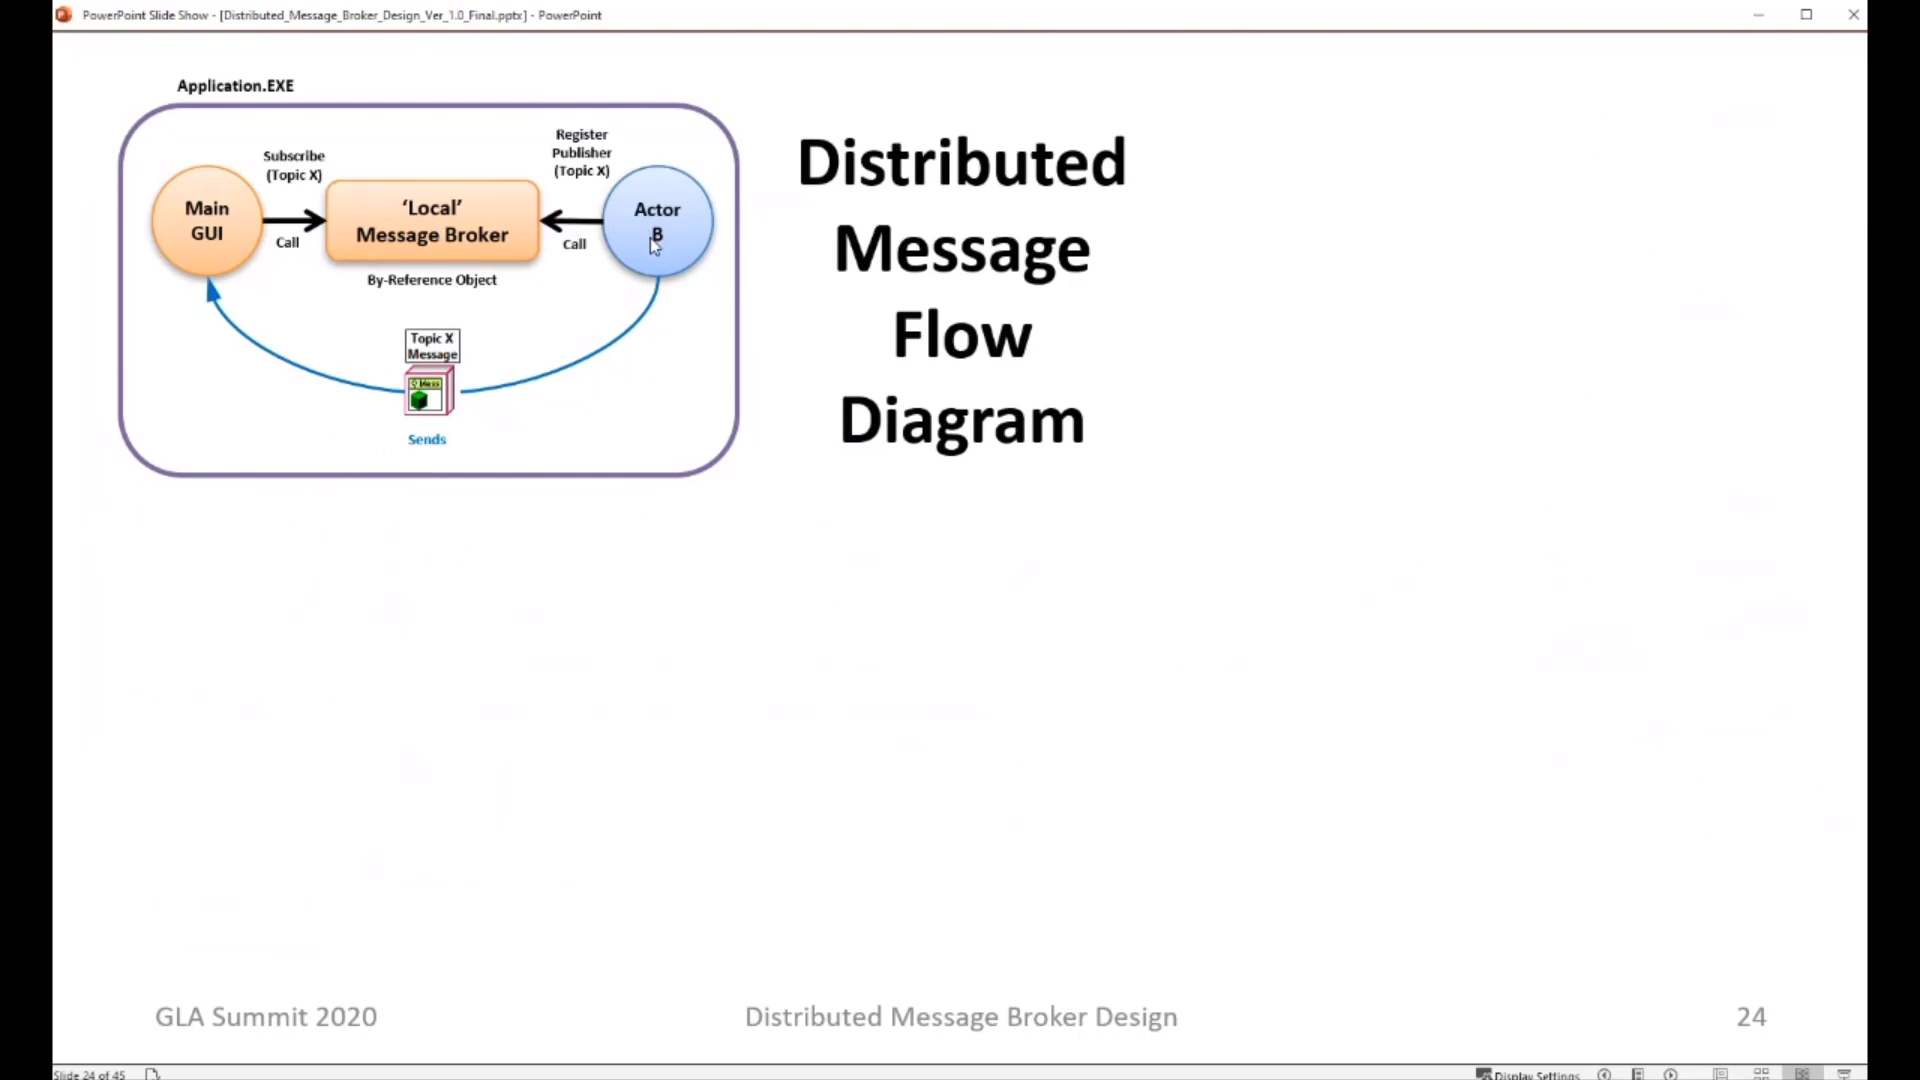 PowerPoint Slide Show - [Distributed_Message_Broker_Design_Ver_1.0_Final.pptx] - PowerPoint
Application.EXE
Subscribe
(Topic X)
Register
Publisher
(Topic X)
Main
GUI
Call
'Local'
Message Broker
Call
Actor
B
By-Reference Object
Topic X
Message
Mess
Sends
Distributed
Message
Flow
Diagram
GLA Summit 2020
Distributed Message Broker Design
24
Slide 24 of 45
Display Settings